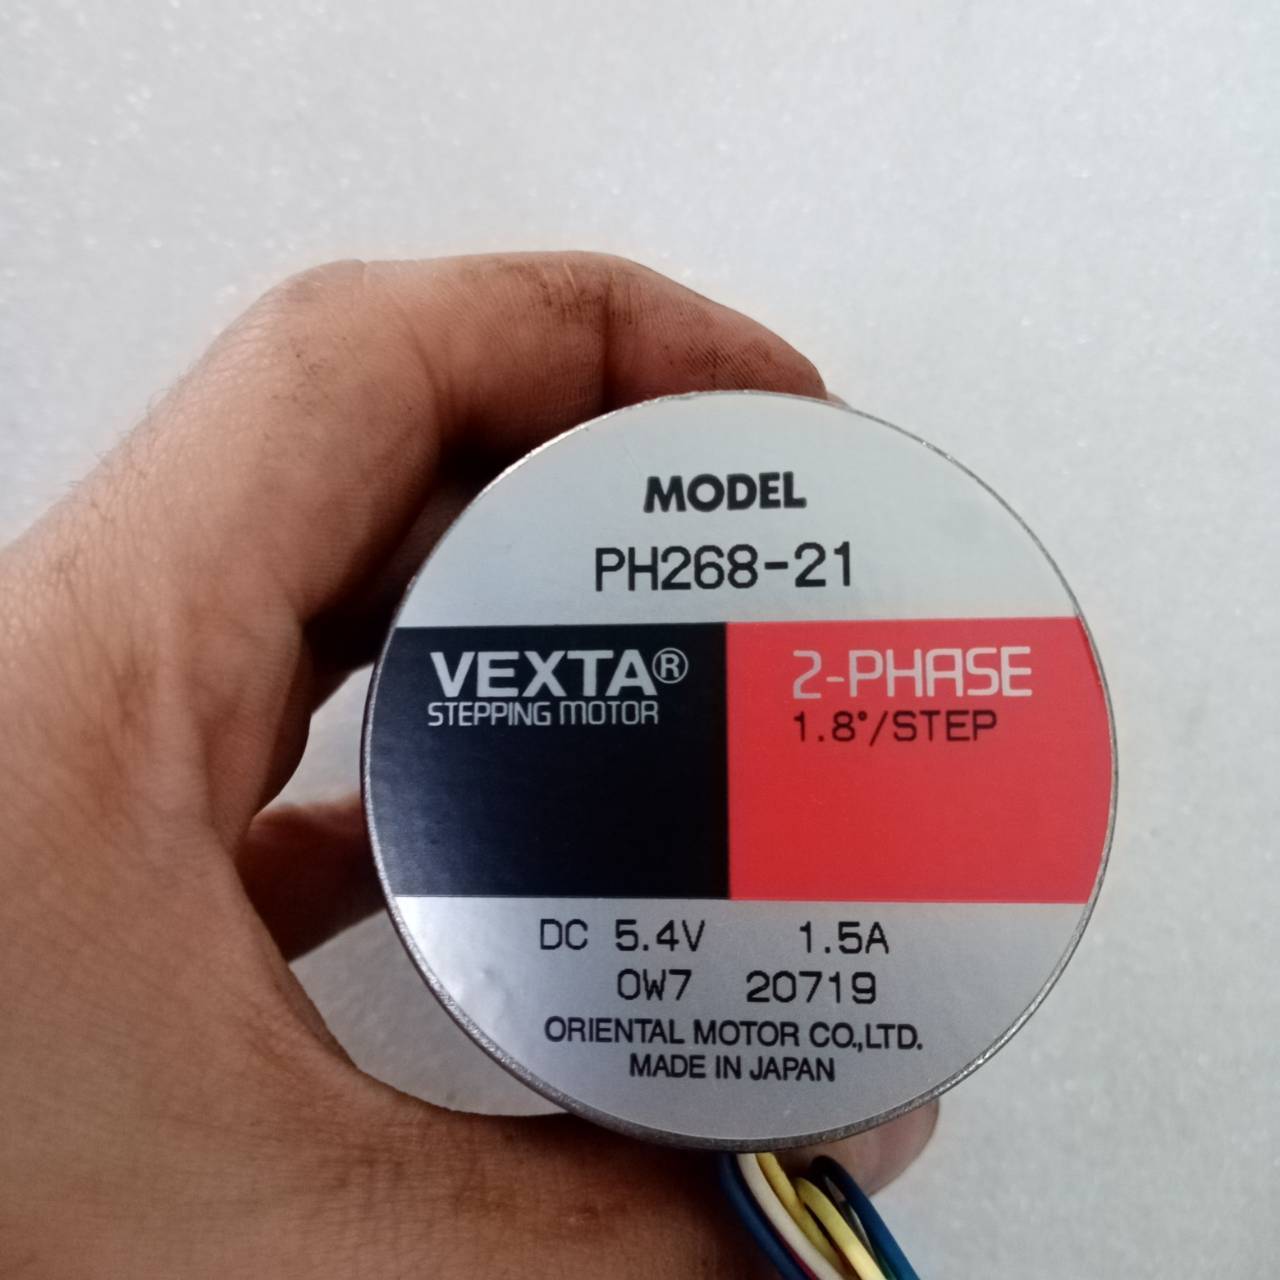 MODEL
PH268-21
VEXTA®
STEPPING MOTOR
2-PHASE
1.8°/STEP
DC 5.4V 1.5A
0W7 20719
ORIENTAL MOTOR CO.,LTD.
MADE IN JAPAN